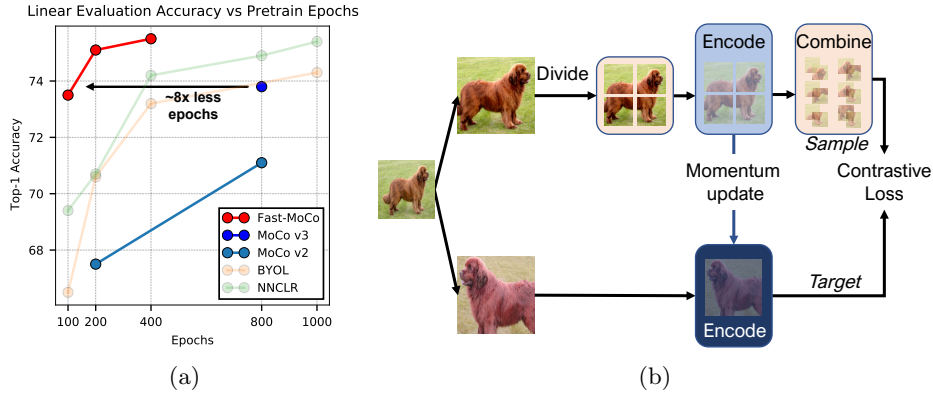 Linear Evaluation Accuracy vs Pretrain Epochs
Top-1 Accuracy
74
72
70
68
~8x less
epochs
Fast-MoCo
MoCo v3
MoCo v2
BYOL
NNCLR
100 200 400 800 1000
Epochs
(a)
Divide
Encode
Combine
Sample
Momentum
update
Contrastive
Loss
Target
Encode
(b)